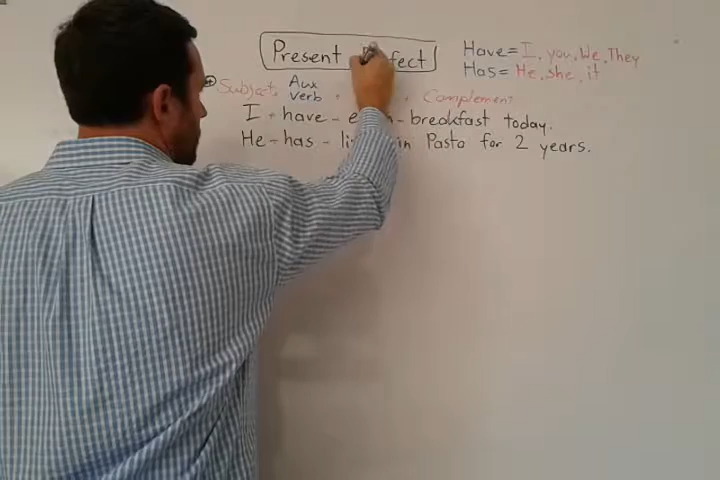 Present fect
Have= I, you, We, They
Has= He, she, it
⊕ Subject, Aux Verb + + Complement
I + have - e n - breakfast today.
He - has - li in Pasto for 2 years.